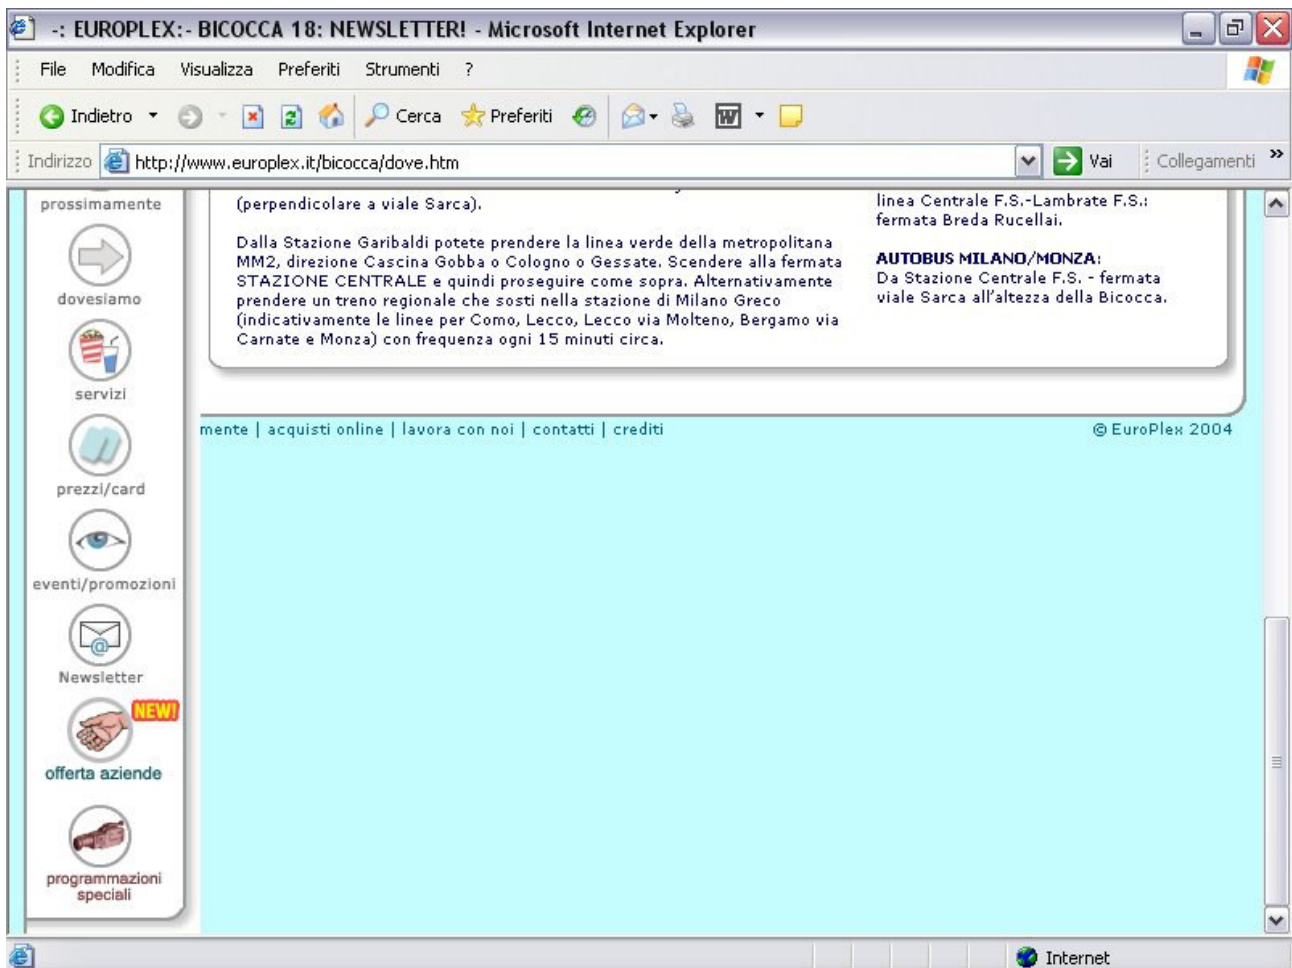 -: EUROPLEX:- BICOCCA 18: NEWSLETTER! - Microsoft Internet Explorer
File Modifica Visualizza Preferiti Strumenti ?
Indietro Cerca Preferiti
Indirizzo http://www.europlex.it/bicocca/dove.htm Vai Collegamenti »
prossimamente
dovesiamo
servizi
prezzi/card
eventi/promozioni
Newsletter
NEW!
offerta aziende
programmazioni
speciali
(perpendicolare a viale Sarca).
Dalla Stazione Garibaldi potete prendere la linea verde della metropolitana
MM2, direzione Cascina Gobba o Cologno o Gessate. Scendere alla fermata
STAZIONE CENTRALE e quindi proseguire come sopra. Alternativamente
prendere un treno regionale che sosti nella stazione di Milano Greco
(indicativamente le linee per Como, Lecco, Lecco via Molteno, Bergamo via
Carnate e Monza) con frequenza ogni 15 minuti circa.
linea Centrale F.S.-Lambrate F.S.:
fermata Breda Rucellai.
AUTOBUS MILANO/MONZA:
Da Stazione Centrale F.S. - fermata
viale Sarca all'altezza della Bicocca.
mente | acquisti online | lavora con noi | contatti | crediti
© EuroPlex 2004
Internet